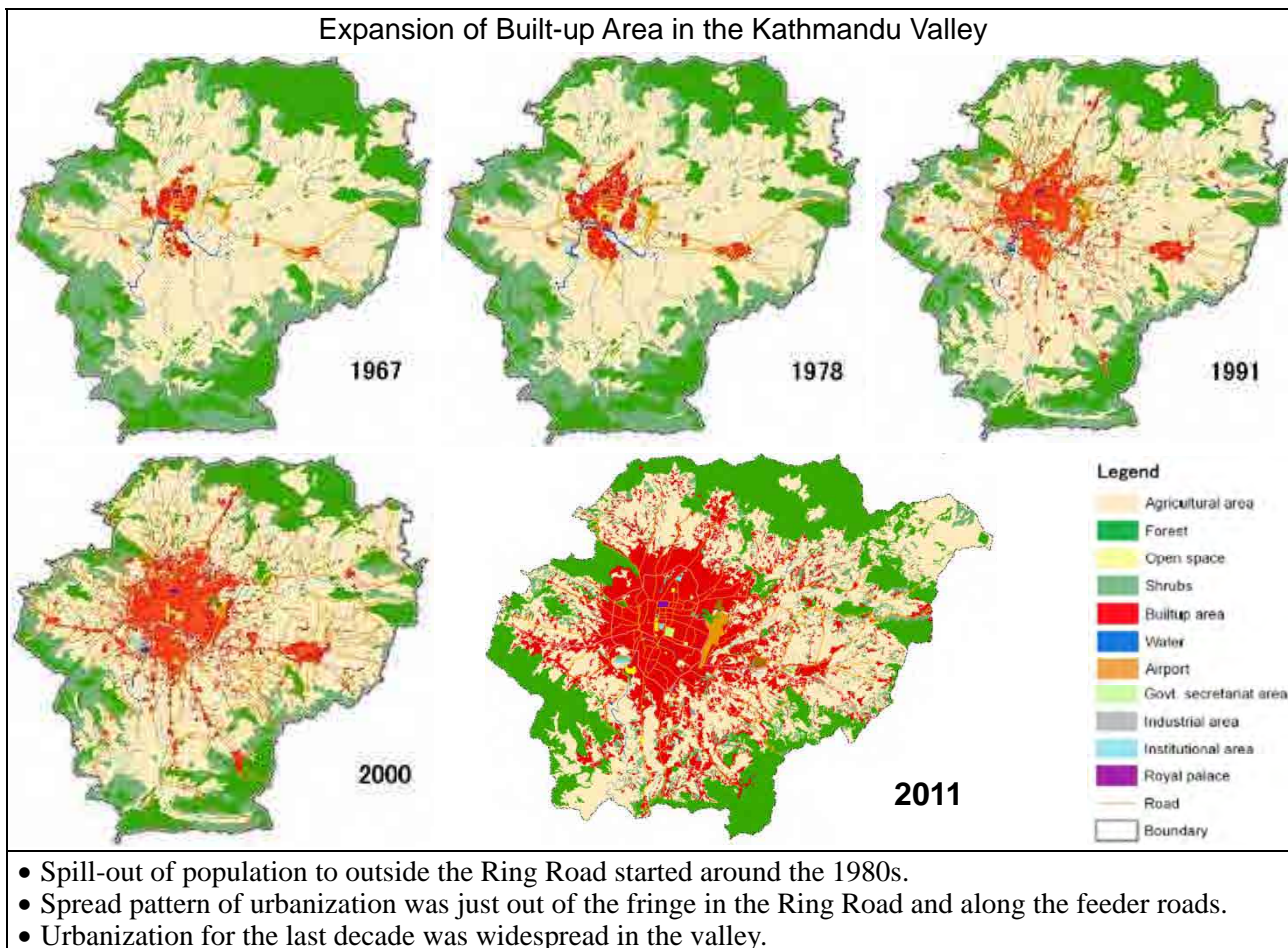 Expansion of Built-up Area in the Kathmandu Valley
1967
1978
1991
2000
2011
Legend
Agricultural area
Forest
Open space
Shrubs
Builtup area
Water
Airport
Govt. secretariat area
Industrial area
Institutional area
Royal palace
Road
Boundary
• Spill-out of population to outside the Ring Road started around the 1980s.
• Spread pattern of urbanization was just out of the fringe in the Ring Road and along the feeder roads.
• Urbanization for the last decade was widespread in the valley.